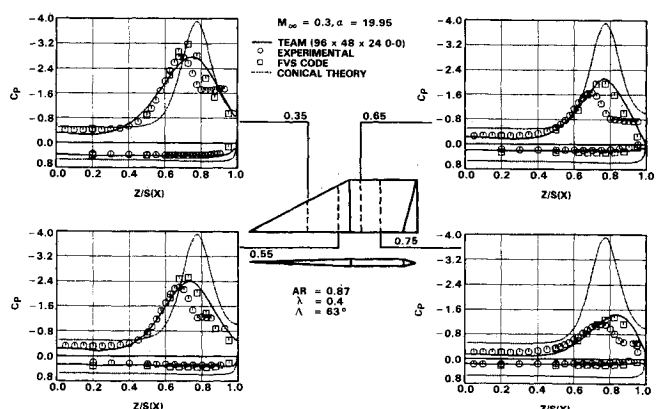 M∞ = 0.3, α = 19.95
TEAM (96 x 48 x 24 0-0)
EXPERIMENTAL
FVS CODE
CONICAL THEORY
-4.0
-3.2
-2.4
-1.6
-0.8
0.0
0.8
CP
0.0 0.2 0.4 0.6 0.8 1.0
Z/S(X)
-4.0
-3.2
-2.4
-1.6
-0.8
0.0
0.8
CP
0.0 0.2 0.4 0.6 0.8 1.0
Z/S(X)
0.35
0.65
0.55
0.75
AR = 0.87
λ = 0.4
Λ = 63°
-4.0
-3.2
-2.4
-1.6
-0.8
0.0
0.8
CP
0.0 0.2 0.4 0.6 0.8 1.0
Z/S(X)
-4.0
-3.2
-2.4
-1.6
-0.8
0.0
0.8
CP
0.0 0.2 0.4 0.6 0.8 1.0
Z/S(X)